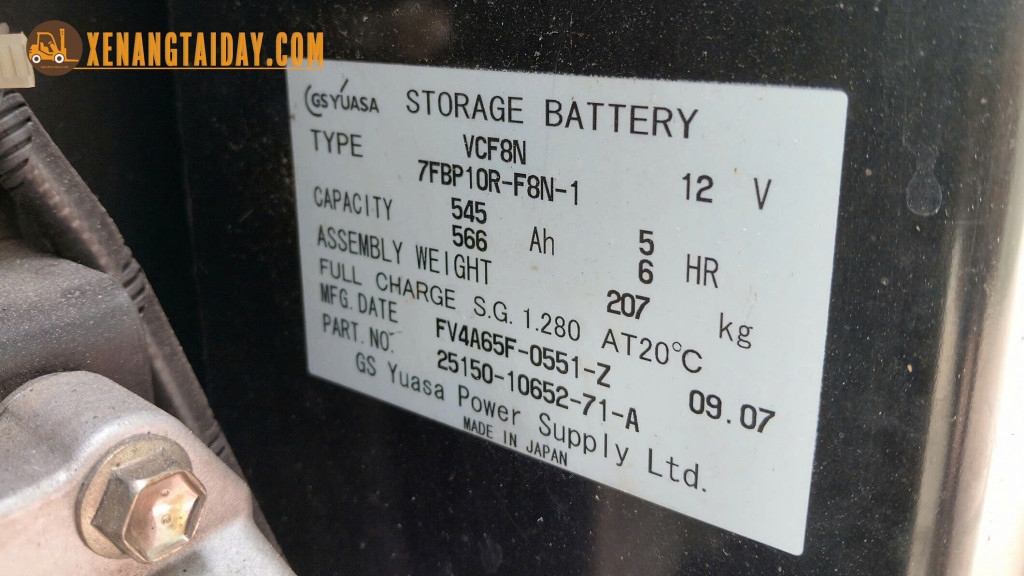 XENANGTAIDAY.COM
GS YUASA STORAGE BATTERY
TYPE VCF8N
7FBP10R-F8N-1 12 V
CAPACITY 545 5
566 Ah 6 HR
ASSEMBLY WEIGHT 207 kg
FULL CHARGE S.G. 1.280 AT20°C
MFG. DATE FV4A65F-0551-Z 09.07
PART. NO. 25150-10652-71-A
GS Yuasa Power Supply Ltd.
MADE IN JAPAN